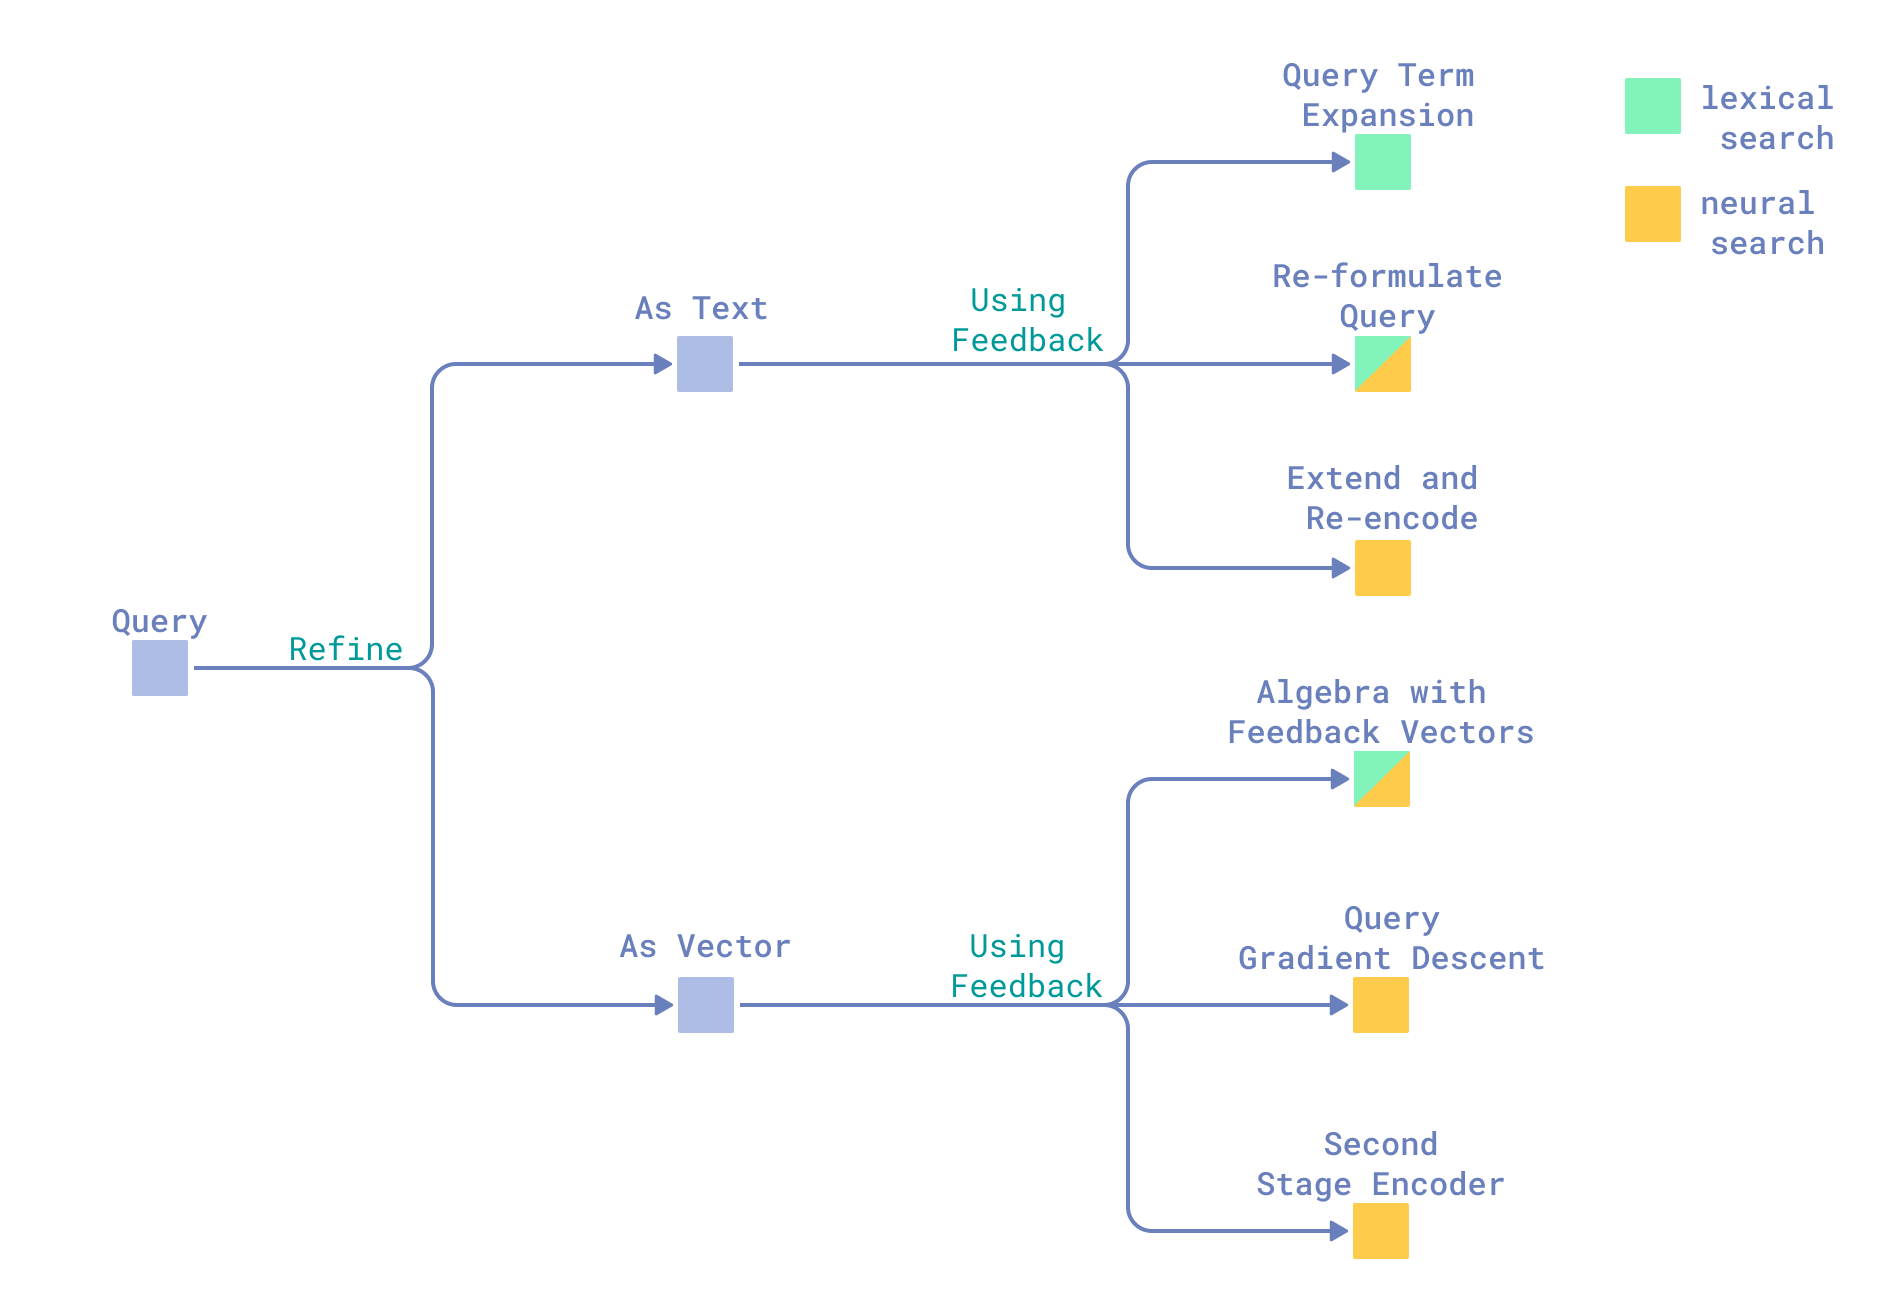 Query Term
Expansion
lexical
search
neural
search
Re-formulate
Query
Using
Feedback
As Text
Extend and
Re-encode
Query
Refine
Algebra with
Feedback Vectors
Query
Gradient Descent
Using
Feedback
As Vector
Second
Stage Encoder